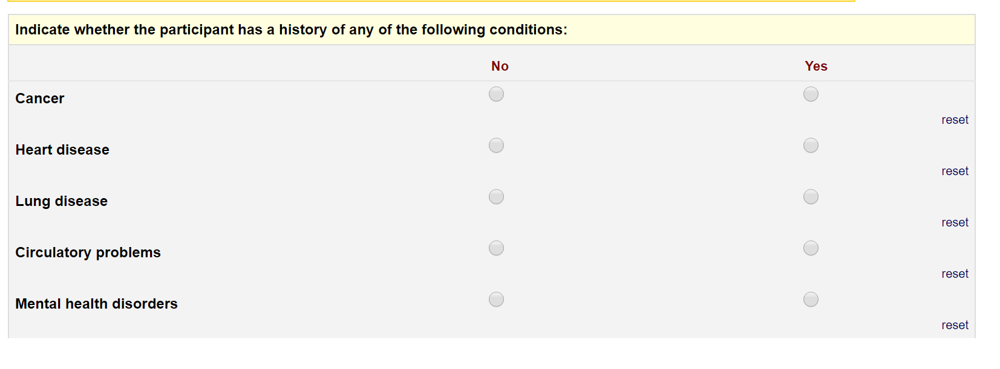 Indicate whether the participant has a history of any of the following conditions:
No Yes
Cancer
reset
Heart disease
reset
Lung disease
reset
Circulatory problems
reset
Mental health disorders
reset